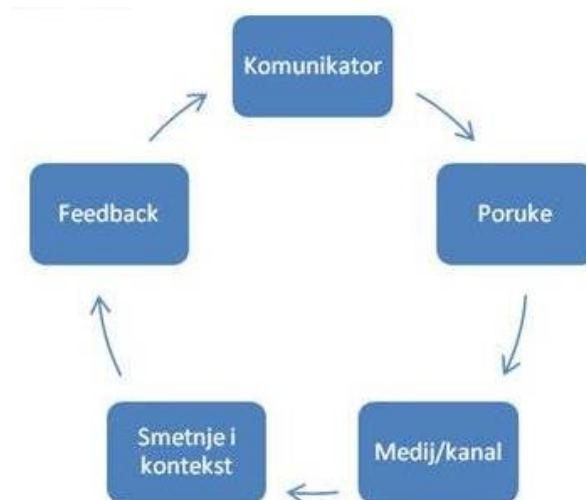 Komunikator
Poruke
Medij/kanal
Smetnje i
kontekst
Feedback